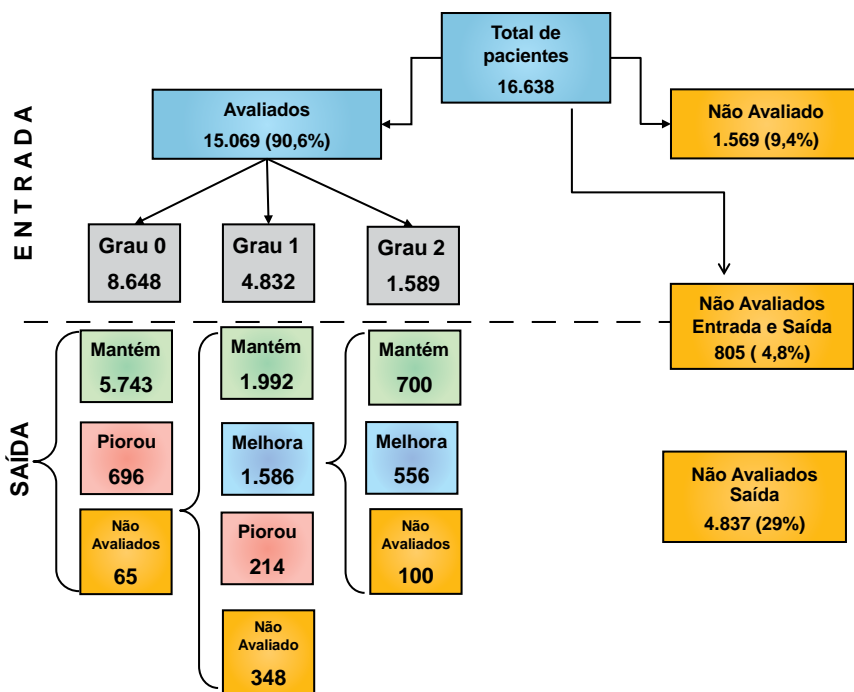 Total de
pacientes
16.638
Avaliados
15.069 (90,6%)
Não Avaliado
1.569 (9,4%)
ENTRADA
Grau 0
8.648
Grau 1
4.832
Grau 2
1.589
Não Avaliados
Entrada e Saída
805 ( 4,8%)
SAÍDA
Mantém
5.743
Piorou
696
Não
Avaliados
65
Mantém
1.992
Melhora
1.586
Piorou
214
Não
Avaliado
348
Mantém
700
Melhora
556
Não
Avaliados
100
Não Avaliados
Saída
4.837 (29%)